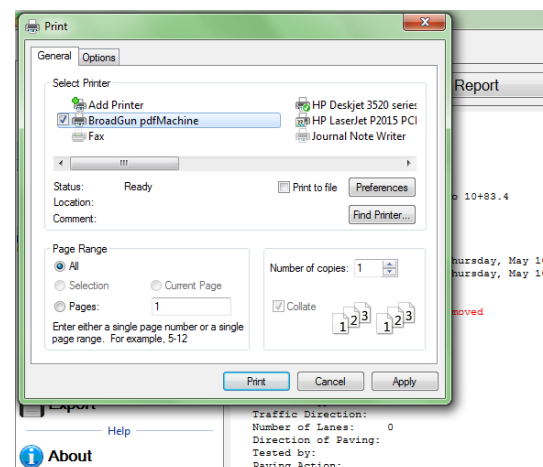 Print
General Options
Report
Select Printer
Add Printer HP Deskjet 3520 series
BroadGun pdfMachine HP LaserJet P2015 PCl
Fax Journal Note Writer
Status: Ready Print to file Preferences
10+83.4
Location:
Comment: Find Printer...
Page Range
All Number of copies: 1
hursday, May 10
hursday, May 10
Selection Current Page
Pages: 1 Collate
moved
1 2 3 1 2 3
Enter either a single page number or a single
page range. For example, 5-12
Print Cancel Apply
Export
Help
About
Traffic Direction:
Number of Lanes: 0
Direction of Paving:
Tested by:
Paving Action: